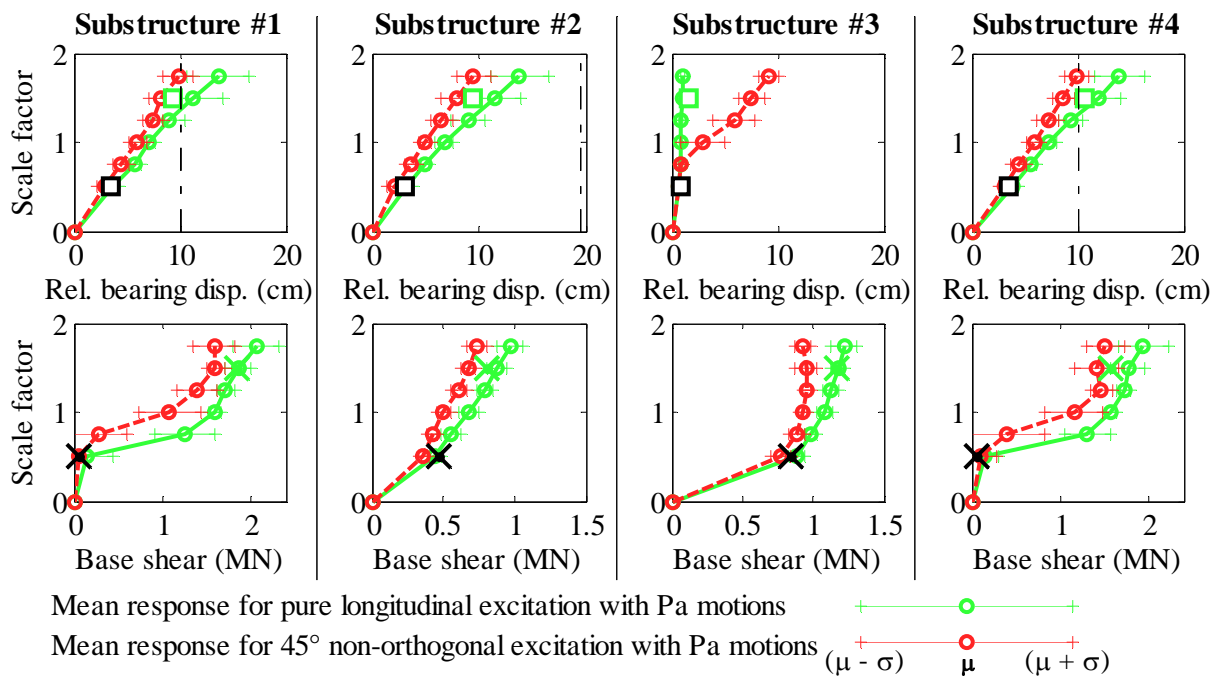 Substructure #1 Substructure #2 Substructure #3 Substructure #4
Scale factor
2
1
0
0 10 20
Rel. bearing disp. (cm)
2
1
0
0 10 20
Rel. bearing disp. (cm)
2
1
0
0 10 20
Rel. bearing disp. (cm)
2
1
0
0 10 20
Rel. bearing disp. (cm)
Scale factor
2
1
0
0 1 2
Base shear (MN)
2
1
0
0 0.5 1 1.5
Base shear (MN)
2
1
0
0 0.5 1 1.5
Base shear (MN)
2
1
0
0 1 2
Base shear (MN)
Mean response for pure longitudinal excitation with Pa motions
Mean response for 45° non-orthogonal excitation with Pa motions
(μ - σ) μ (μ + σ)